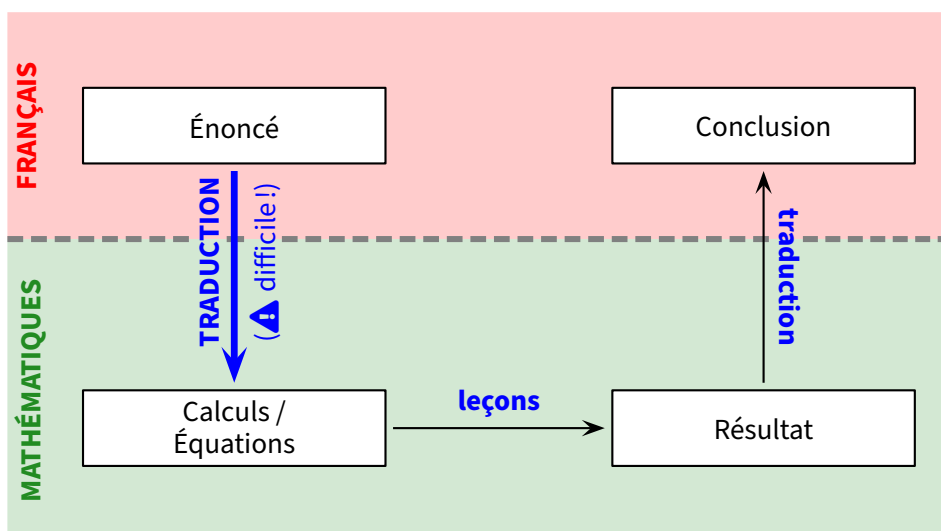 FRANÇAIS
Énoncé
Conclusion
TRADUCTION
(⚠ difficile !)
traduction
MATHÉMATIQUES
Calculs /
Équations
leçons
Résultat